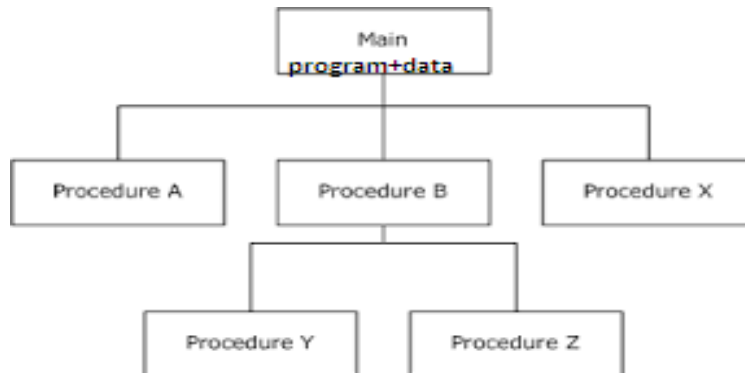 Main
program+data
Procedure A
Procedure B
Procedure X
Procedure Y
Procedure Z